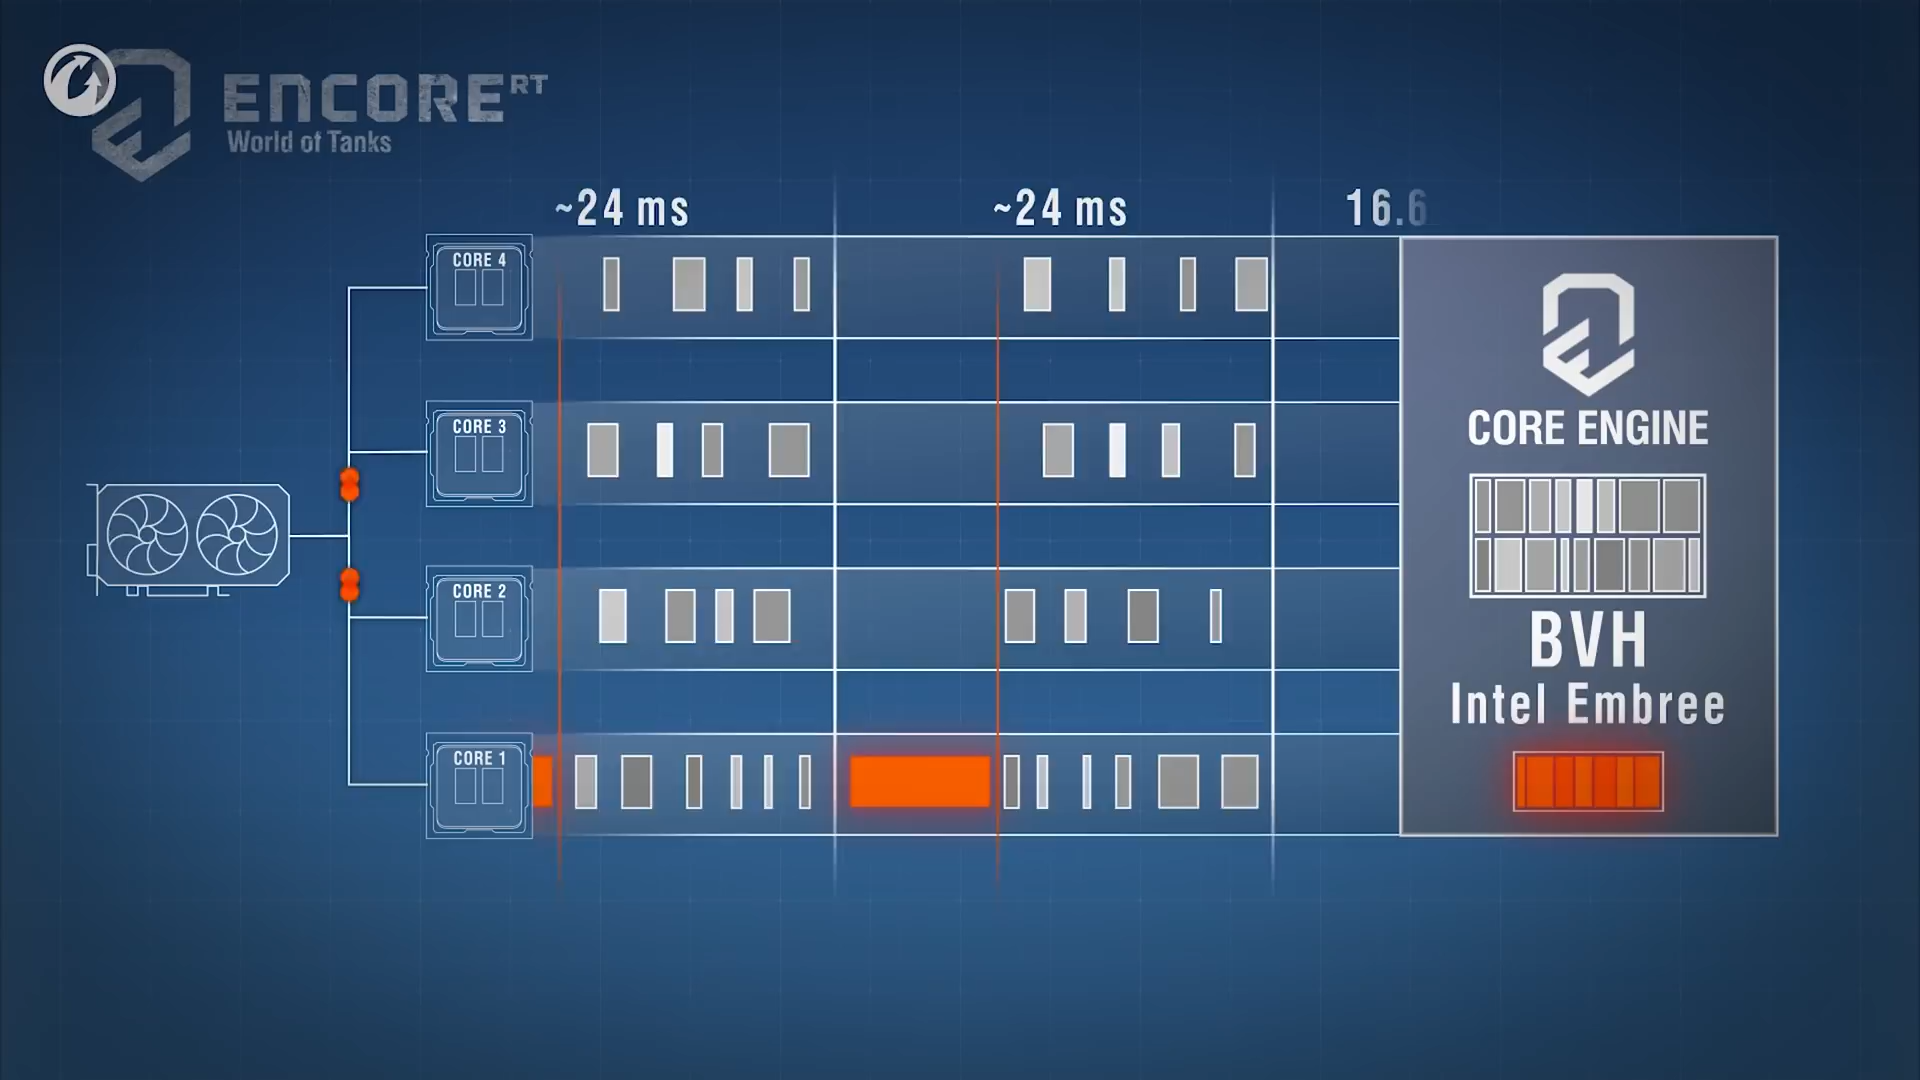 ENCORE RT
World of Tanks
~24 ms
~24 ms
16.6
CORE 4
CORE 3
CORE 2
CORE 1
CORE ENGINE
BVH
Intel Embree